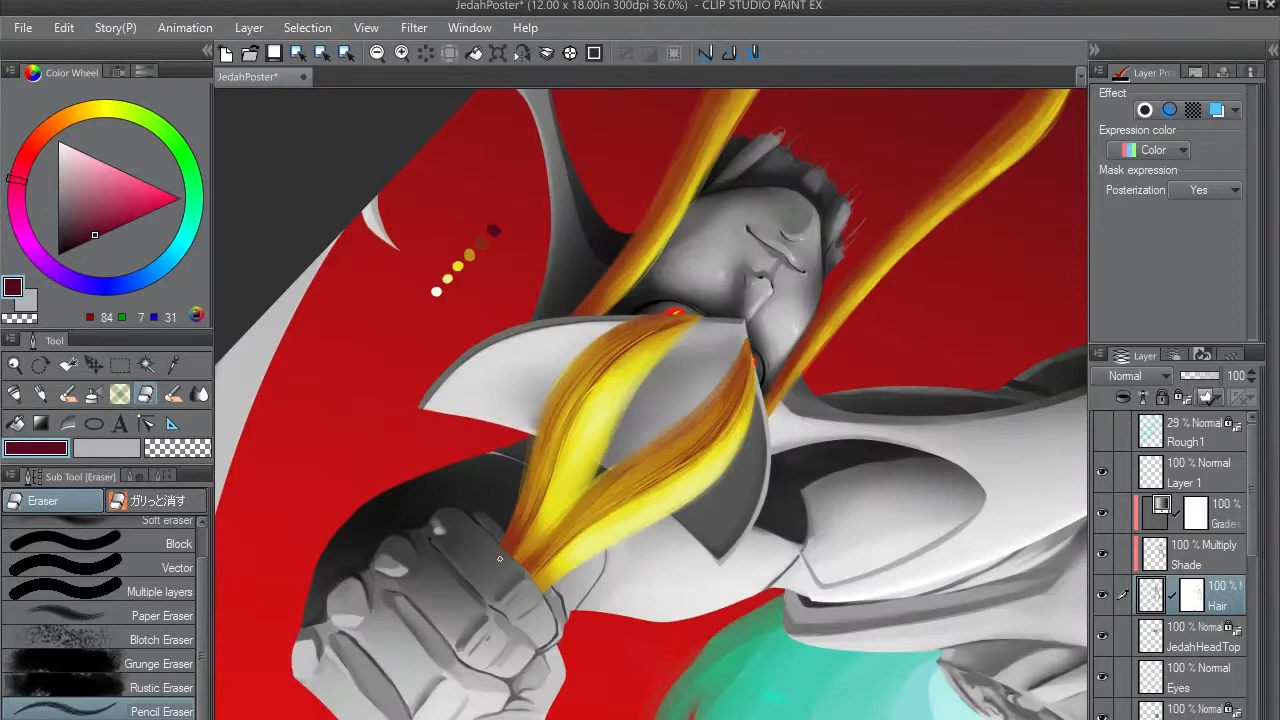 JedahPoster* (12.00 x 18.00in 300dpi 36.0%) - CLIP STUDIO PAINT EX
File Edit Story(P) Animation Layer Selection View Filter Window Help
Color Wheel
JedahPoster*
Layer Pro
Effect
Expression color
Color
Mask expression
Posterization Yes
84 7 31
Tool
Sub Tool [Eraser]
Eraser
ガリっと消す
Soft eraser
Block
Vector
Multiple layers
Paper Eraser
Blotch Eraser
Grunge Eraser
Rustic Eraser
Pencil Eraser
Layer
Normal 100
29 % Normal
Rough1
100 % Normal
Layer 1
100 %
Gradien
100 % Multiply
Shade
100 %
Hair
100 % Normal
JedahHeadTop
100 % Normal
Eyes
100 % Normal